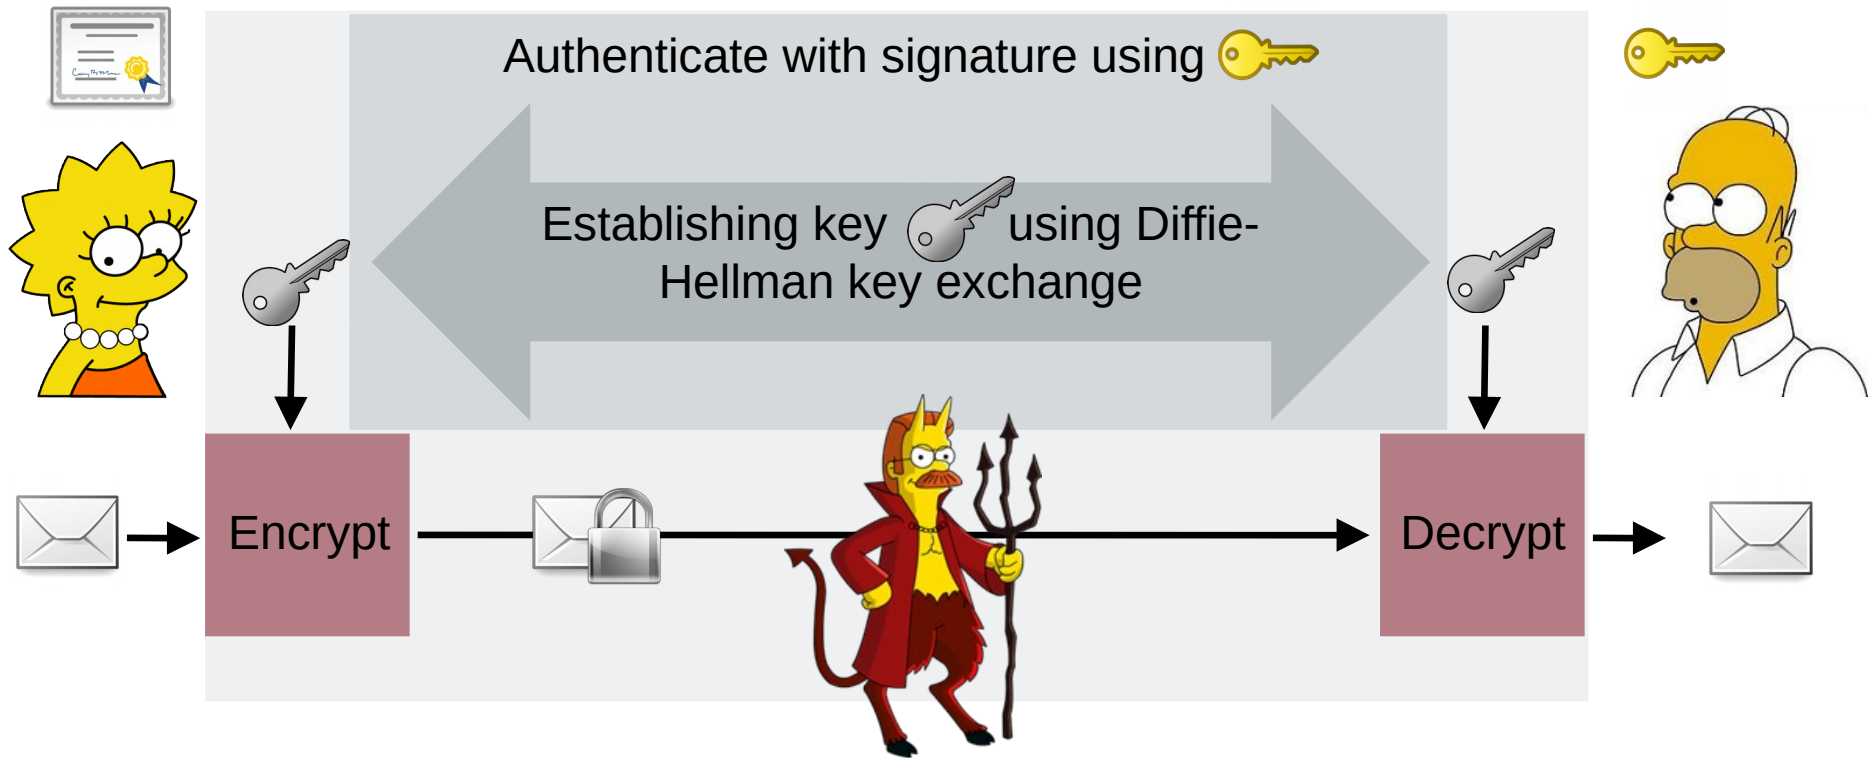 Authenticate with signature using
Establishing key using Diffie-
Hellman key exchange
Encrypt
Decrypt